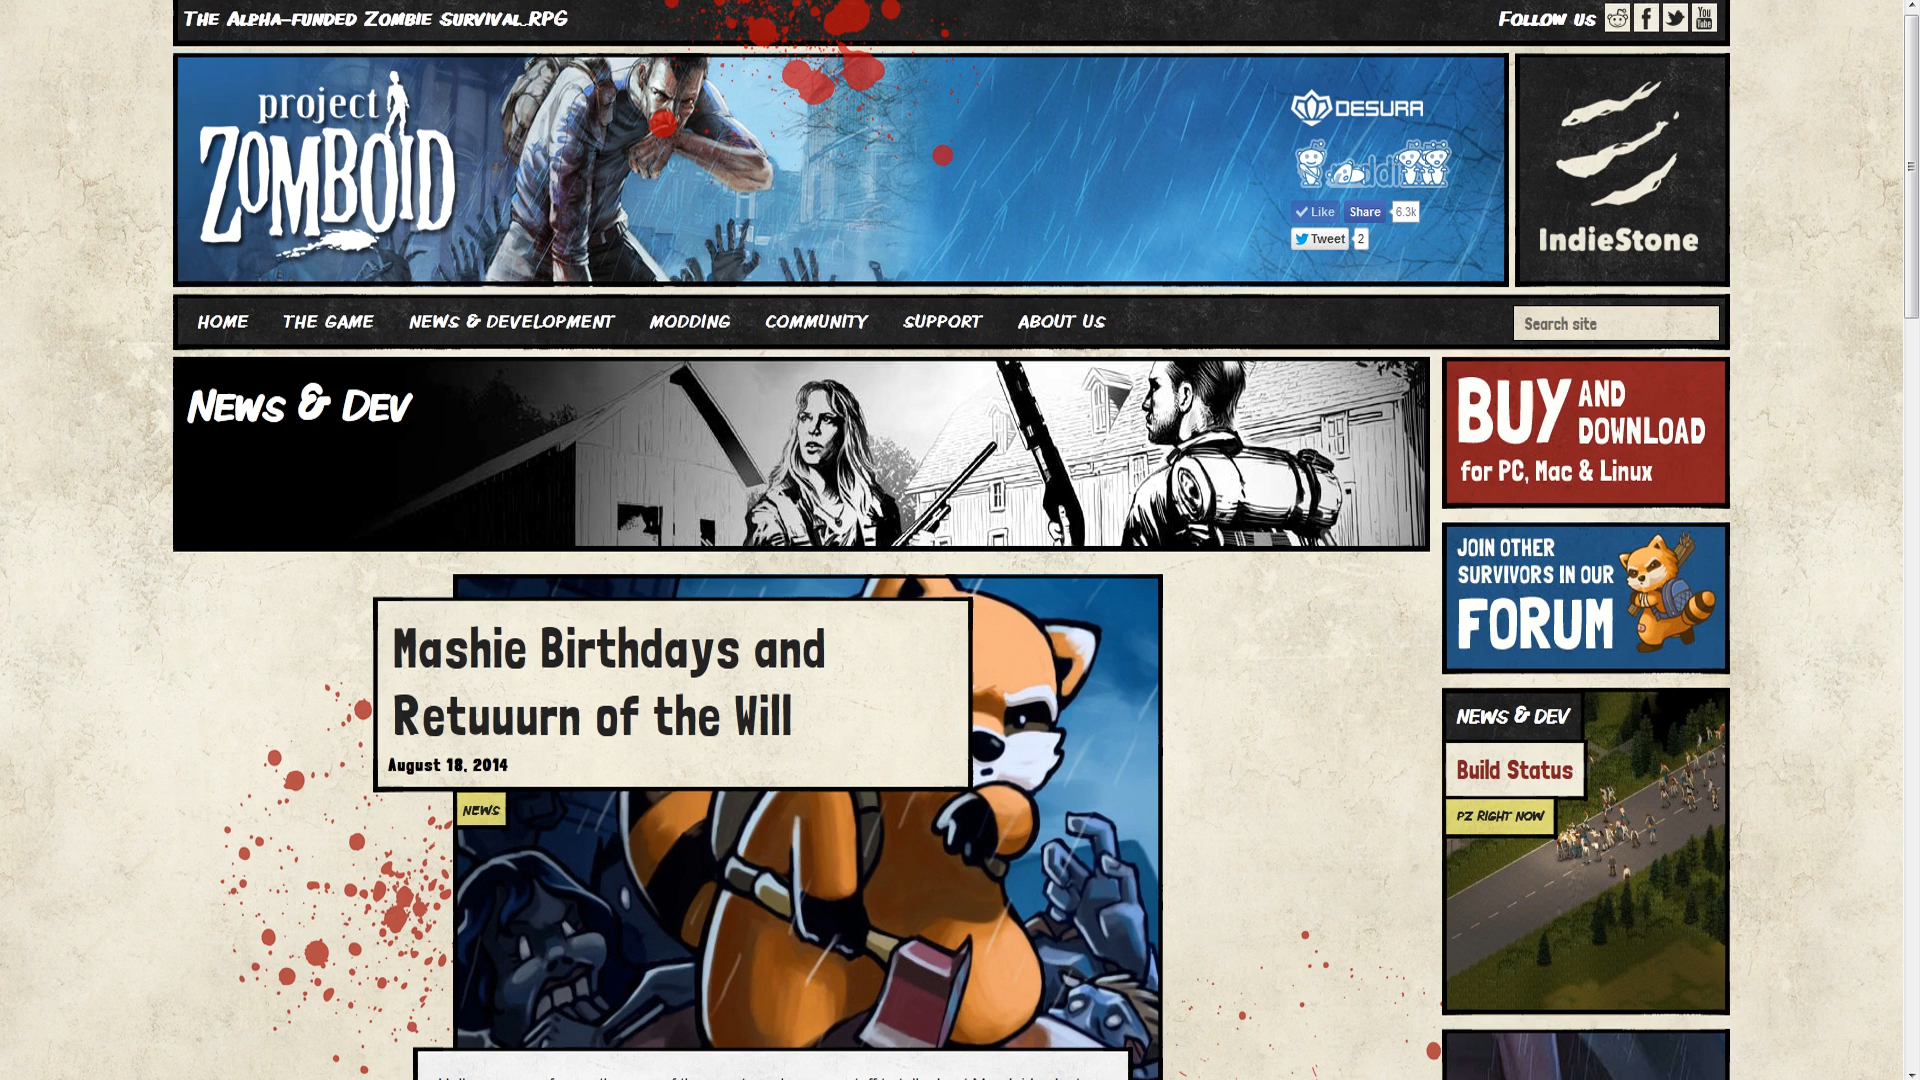 The Alpha-funded Zombie Survival RPG
Follow us
You
Tube
project
ZOMBOID
DESURA
reddit
Like Share 6.3k
Tweet 2
IndieStone
HOME THE GAME NEWS & DEVELOPMENT MODDING COMMUNITY SUPPORT ABOUT US
Search site
News & Dev
BUY AND DOWNLOAD
for PC, Mac & Linux
JOIN OTHER
SURVIVORS IN OUR
FORUM
Mashie Birthdays and
Retuuurn of the Will
August 18, 2014
NEWS
NEWS & DEV
Build Status
PZ RIGHT NOW